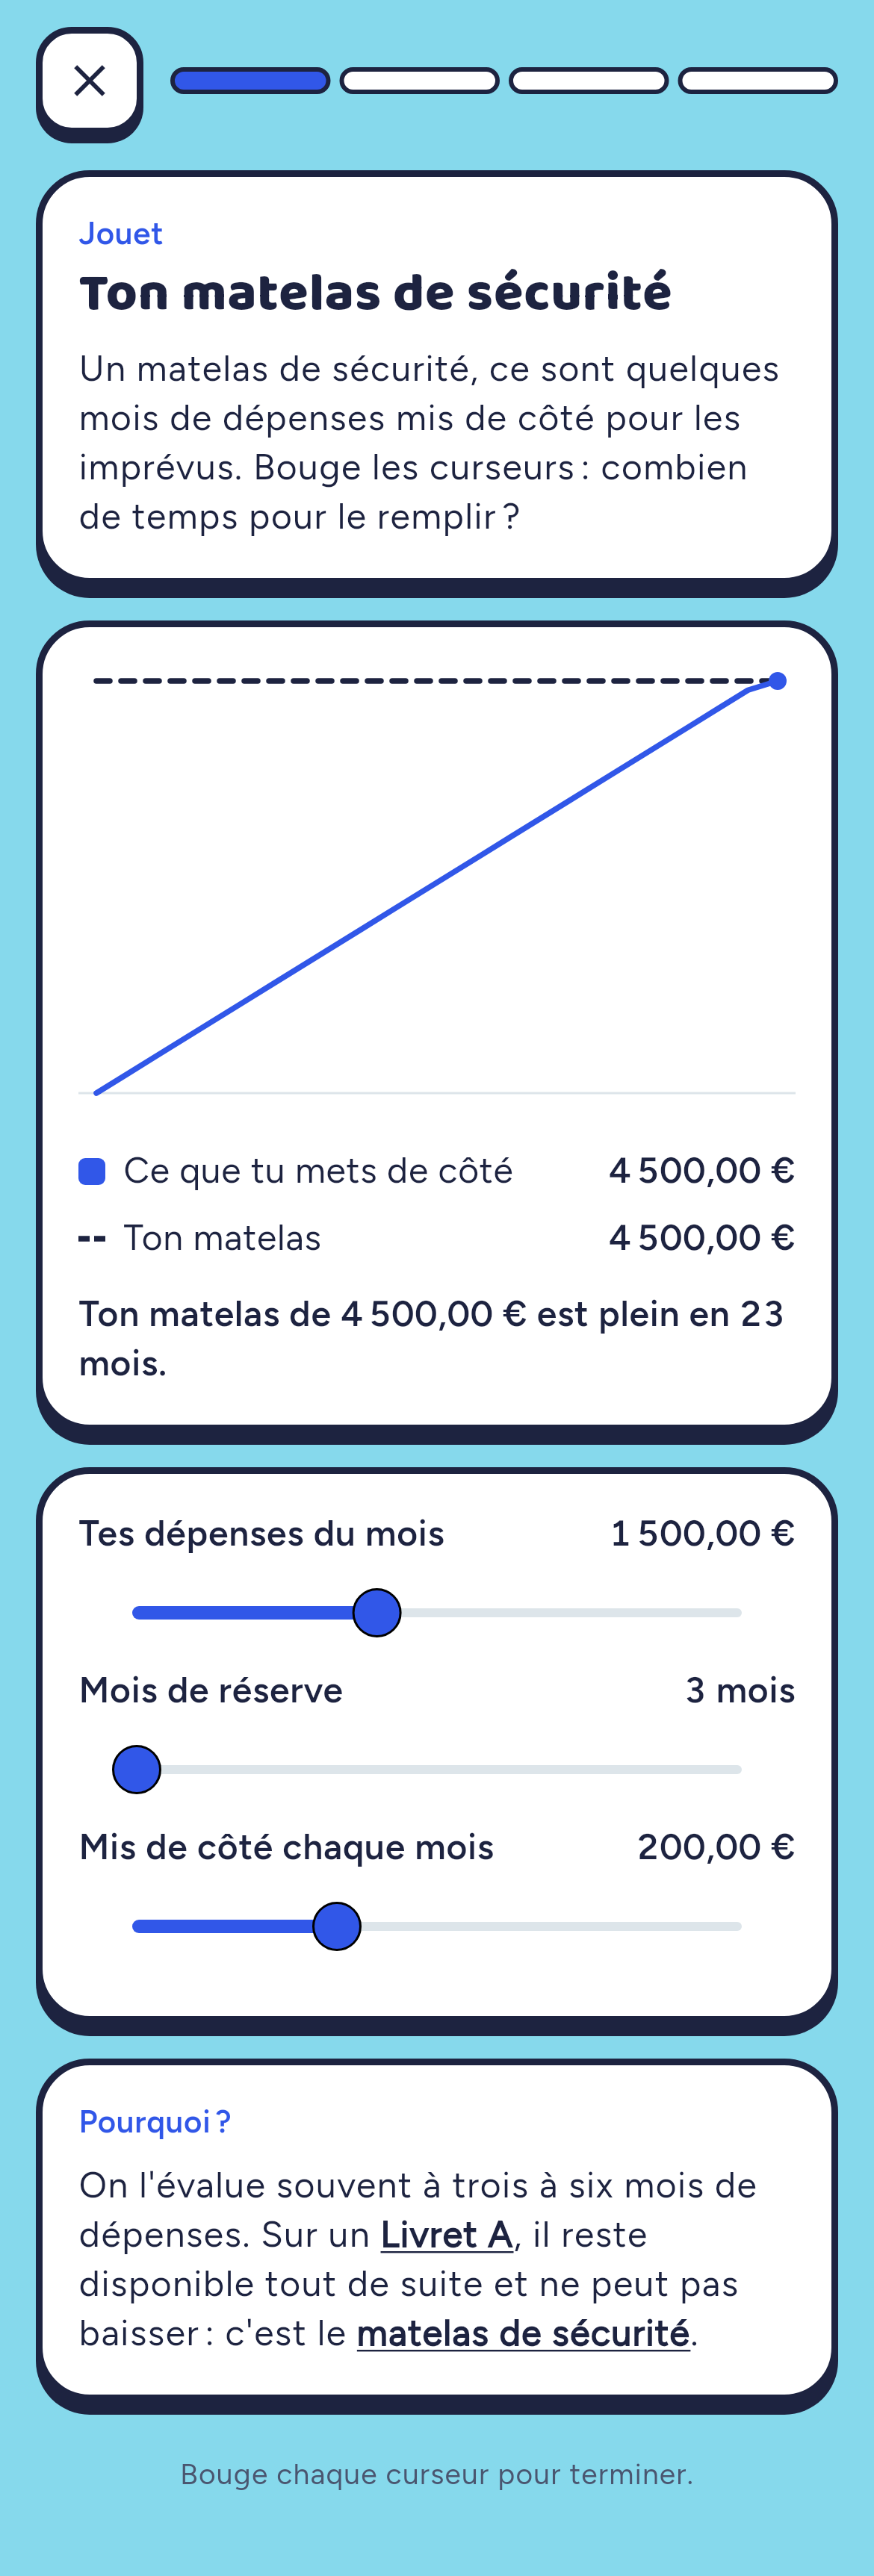 Jouet
Ton matelas de sécurité
Un matelas de sécurité, ce sont quelques
mois de dépenses mis de côté pour les
imprévus. Bouge les curseurs : combien
de temps pour le remplir ?
Ce que tu mets de côté 4 500,00 €
Ton matelas 4 500,00 €
Ton matelas de 4 500,00 € est plein en 23
mois.
Tes dépenses du mois 1 500,00 €
Mois de réserve 3 mois
Mis de côté chaque mois 200,00 €
Pourquoi ?
On l'évalue souvent à trois à six mois de
dépenses. Sur un Livret A, il reste
disponible tout de suite et ne peut pas
baisser : c'est le matelas de sécurité.
Bouge chaque curseur pour terminer.